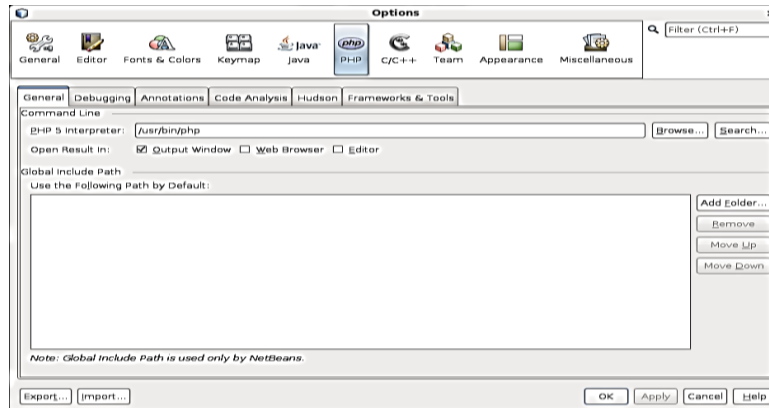 Options
Filter (Ctrl+F)
General Editor Fonts & Colors Keymap Java PHP C/C++ Team Appearance Miscellaneous
General Debugging Annotations Code Analysis Hudson Frameworks & Tools
Command Line
PHP 5 Interpreter: /usr/bin/php Browse... Search...
Open Result In: Output Window Web Browser Editor
Global Include Path
Use the Following Path by Default:
Add Folder...
Remove
Move Up
Move Down
Note: Global Include Path is used only by NetBeans.
Export... Import... OK Apply Cancel Help